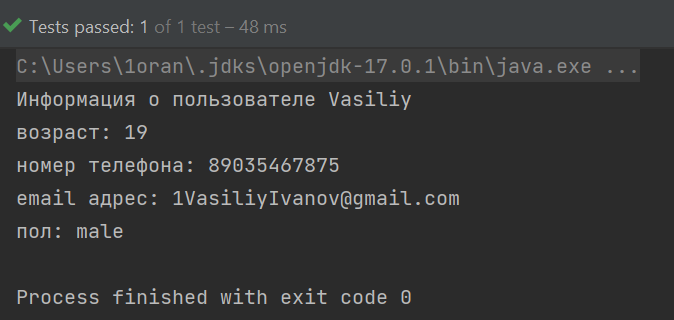 Tests passed: 1 of 1 test – 48 ms
C:\Users\1oran\.jdks\openjdk-17.0.1\bin\java.exe ...
Информация о пользователе Vasiliy
возраст: 19
номер телефона: 89035467875
email адрес: 1VasiliyIvanov@gmail.com
пол: male
Process finished with exit code 0